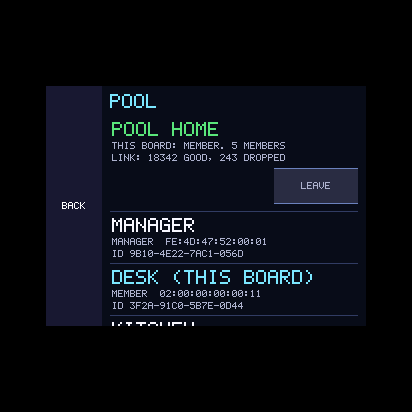 POOL
POOL HOME
THIS BOARD: MEMBER. 5 MEMBERS
LINK: 18342 GOOD, 243 DROPPED
LEAVE
BACK
MANAGER
MANAGER FE:4D:47:52:00:01
ID 9B10-4E22-7AC1-056D
DESK (THIS BOARD)
MEMBER 02:00:00:00:00:11
ID 3F2A-91C0-5B7E-0D44